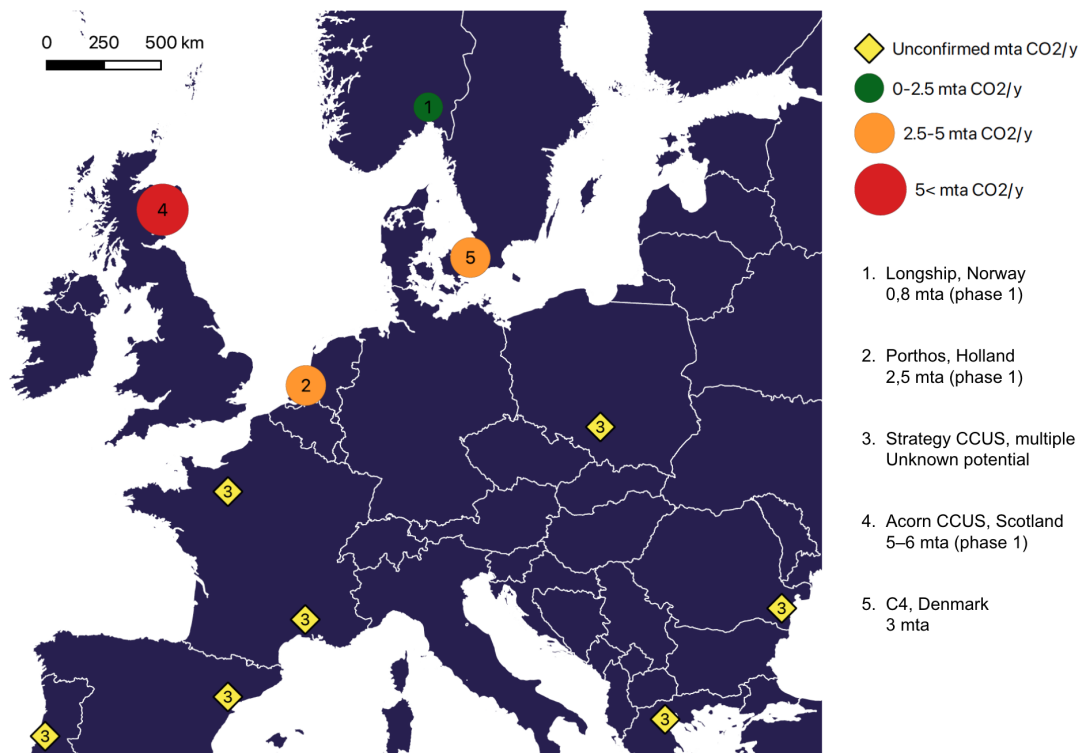 0 250 500 km
Unconfirmed mta CO2/y
0-2.5 mta CO2/y
2.5-5 mta CO2/y
5< mta CO2/y
1. Longship, Norway
0,8 mta (phase 1)
2. Porthos, Holland
2,5 mta (phase 1)
3. Strategy CCUS, multiple
Unknown potential
4. Acorn CCUS, Scotland
5–6 mta (phase 1)
5. C4, Denmark
3 mta
1
4
5
2
3
3
3
3
3
3
3